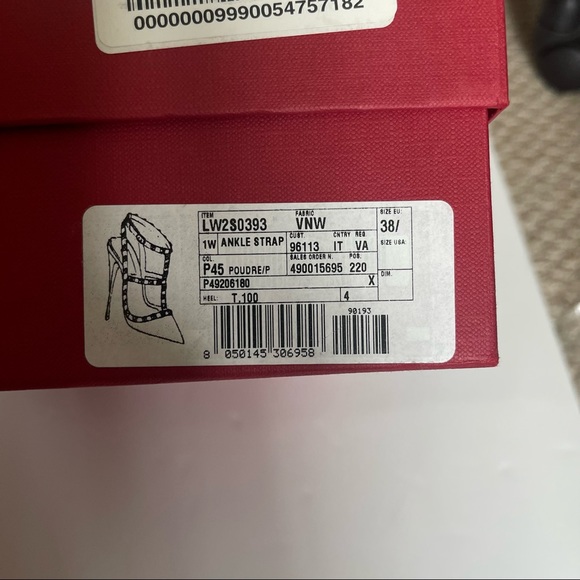 00000009990054757182
ITEM FABRIC SIZE EU:
LW2S0393 VNW 38/
1W ANKLE STRAP CUST. CNTRY REG SIZE USA:
96113 IT VA
COL. SALES ORDER N. POS.
P45 POUDRE/P 490015695 220
P49206180 X DIM.
HEEL: T.100 4
90193
8 050145 306958